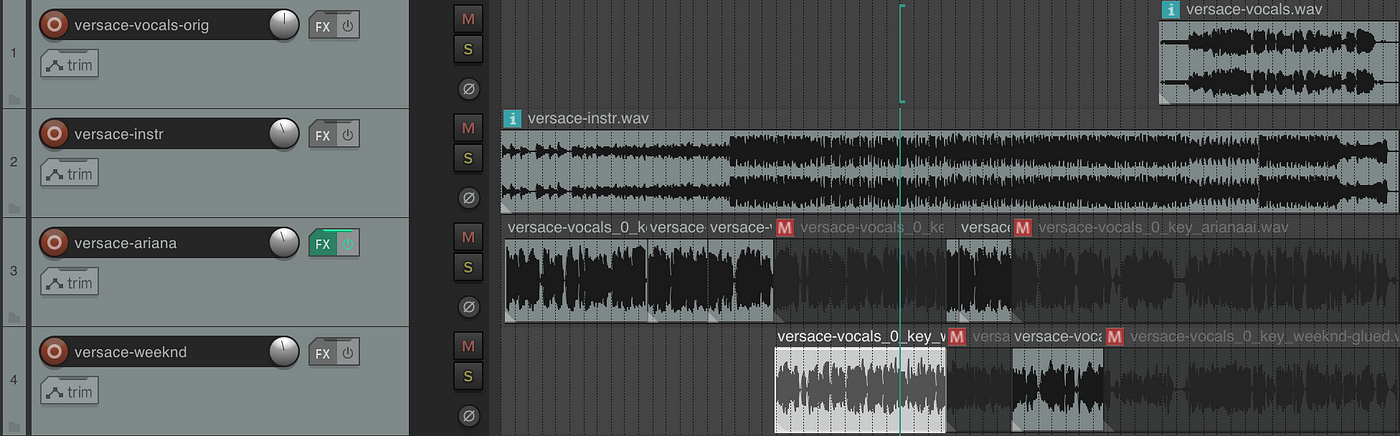 versace-vocals-orig FX M i versace-vocals.wav
1 trim S
Ø
versace-instr FX M i versace-instr.wav
2 trim S
Ø
versace-ariana FX M versace-vocals_0_k versace versace- M versace-vocals_0_ke versac M versace-vocals_0_key_arianaai.wav
3 trim S
Ø
versace-weeknd FX M versace-vocals_0_key_w M versa versace-voca M versace-vocals_0_key_weeknd-glued.w
4 trim S
Ø